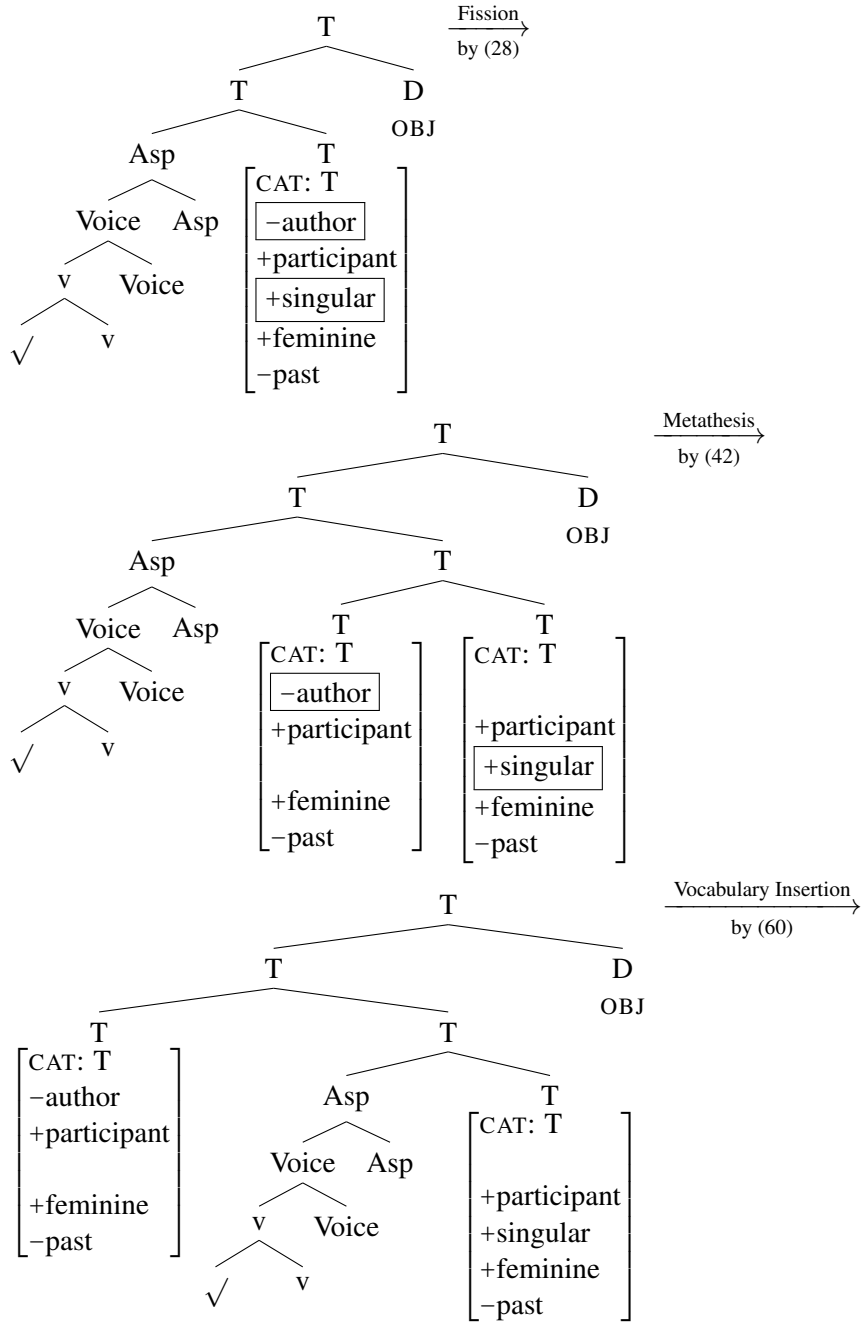 T Fission
by (28)
T D
OBJ
Asp T
CAT: T
Voice Asp −author
+participant
v Voice +singular
√ v +feminine
−past
T Metathesis
by (42)
T D
OBJ
Asp T
Voice Asp T T
CAT: T CAT: T
v Voice −author
+participant +participant
√ v +singular
+feminine +feminine
−past −past
T Vocabulary Insertion
by (60)
T D
OBJ
T T
CAT: T
−author Asp T
+participant CAT: T
Voice Asp
+feminine v Voice +participant
−past +singular
√ v +feminine
−past